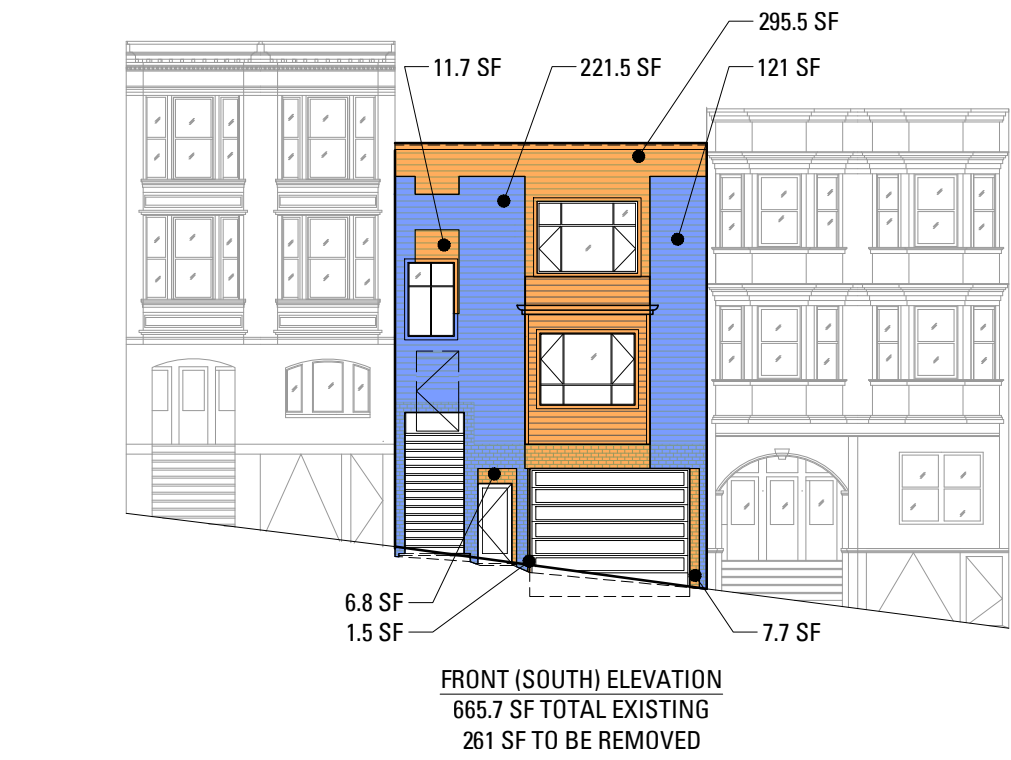 295.5 SF
11.7 SF
221.5 SF
121 SF
6.8 SF
1.5 SF
7.7 SF
FRONT (SOUTH) ELEVATION
665.7 SF TOTAL EXISTING
261 SF TO BE REMOVED